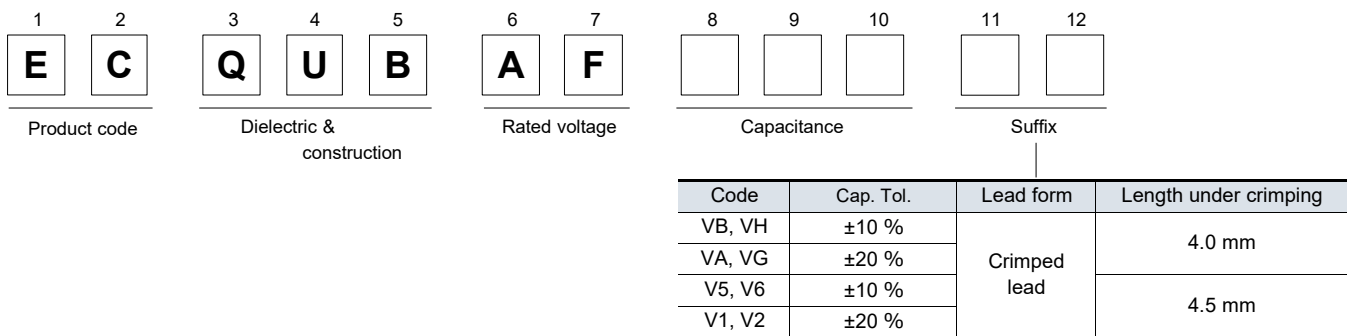 1 2 3 4 5 6 7 8 9 10 11 12
E C Q U B A F
Product code Dielectric & Rated voltage Capacitance Suffix
construction
Code Cap. Tol. Lead form Length under crimping
VB, VH ±10 % Crimped lead 4.0 mm
VA, VG ±20 %
V5, V6 ±10 % 4.5 mm
V1, V2 ±20 %